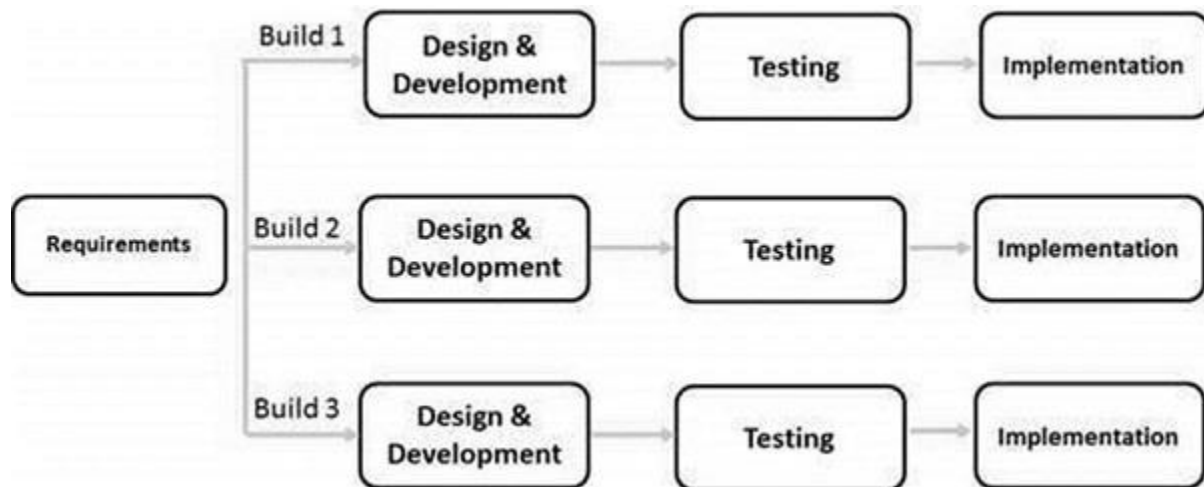 Build 1
Design &
Development
Testing
Implementation
Requirements
Build 2
Design &
Development
Testing
Implementation
Build 3
Design &
Development
Testing
Implementation